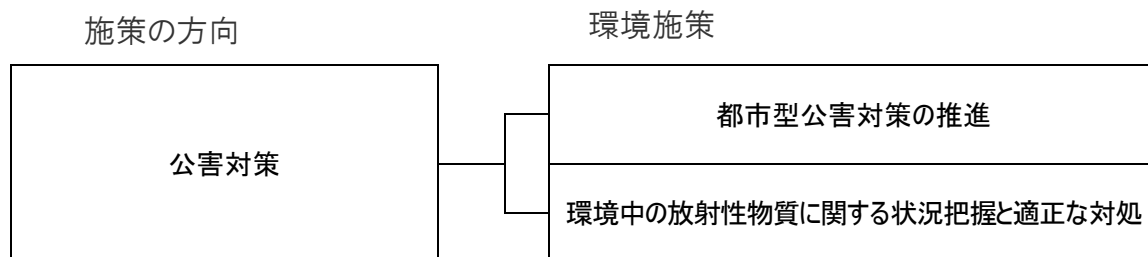 施策の方向
環境施策
公害対策
都市型公害対策の推進
環境中の放射性物質に関する状況把握と適正な対処